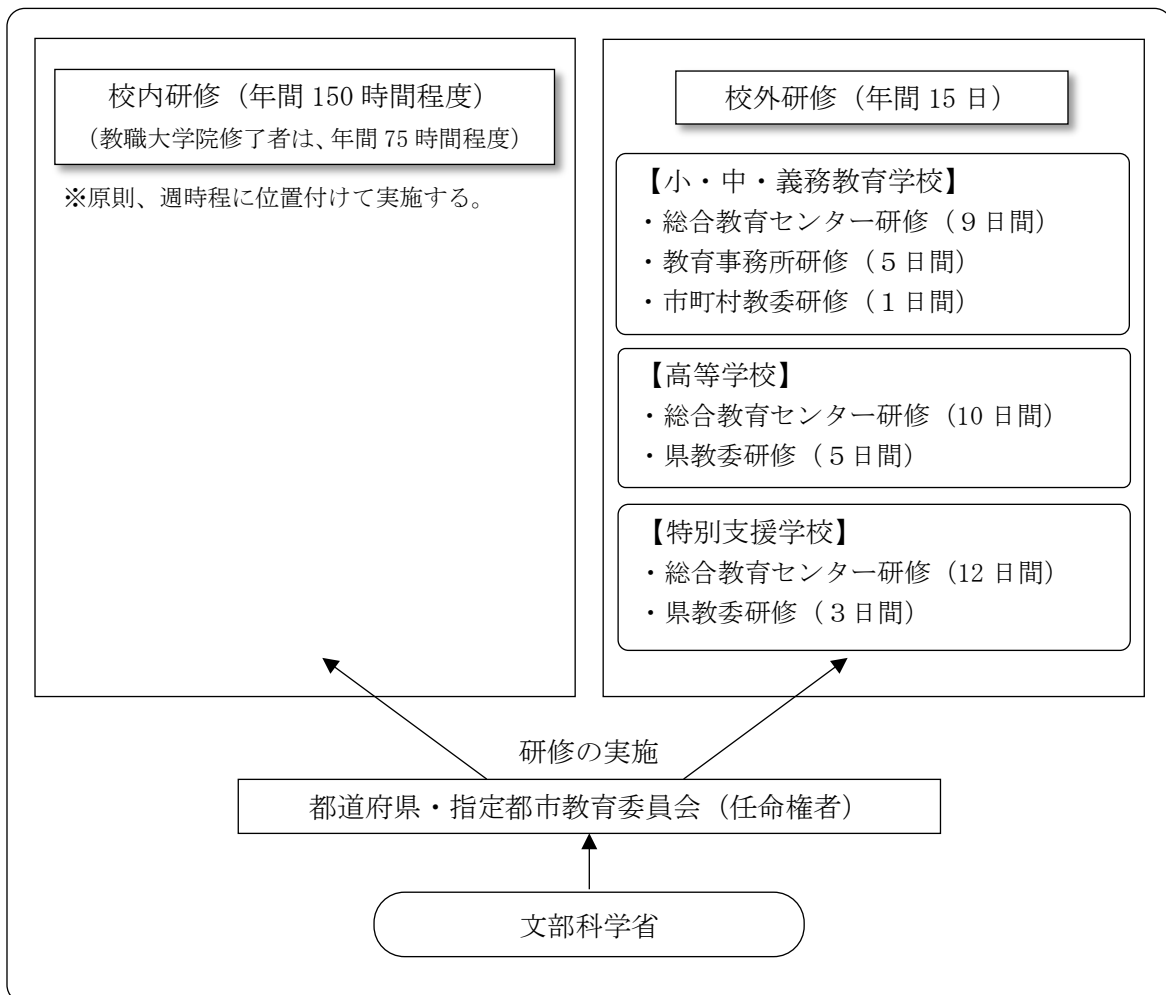 校内研修（年間 150 時間程度）
（教職大学院修了者は、年間 75 時間程度）
※原則、週時程に位置付けて実施する。
校外研修（年間 15 日）
【小・中・義務教育学校】
・総合教育センター研修（９日間）
・教育事務所研修（５日間）
・市町村教委研修（１日間）
【高等学校】
・総合教育センター研修（10 日間）
・県教委研修（５日間）
【特別支援学校】
・総合教育センター研修（12 日間）
・県教委研修（３日間）
研修の実施
都道府県・指定都市教育委員会（任命権者）
文部科学省